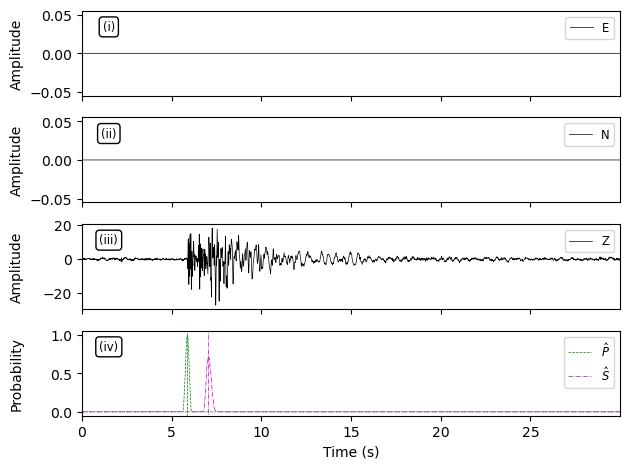 0.05
(i)
E
Amplitude
0.00
−0.05
0.05
(ii)
N
Amplitude
0.00
−0.05
20
(iii)
Z
Amplitude
0
−20
1.0
(iv)
P̂
Ŝ
Probability
0.5
0.0
0 5 10 15 20 25
Time (s)